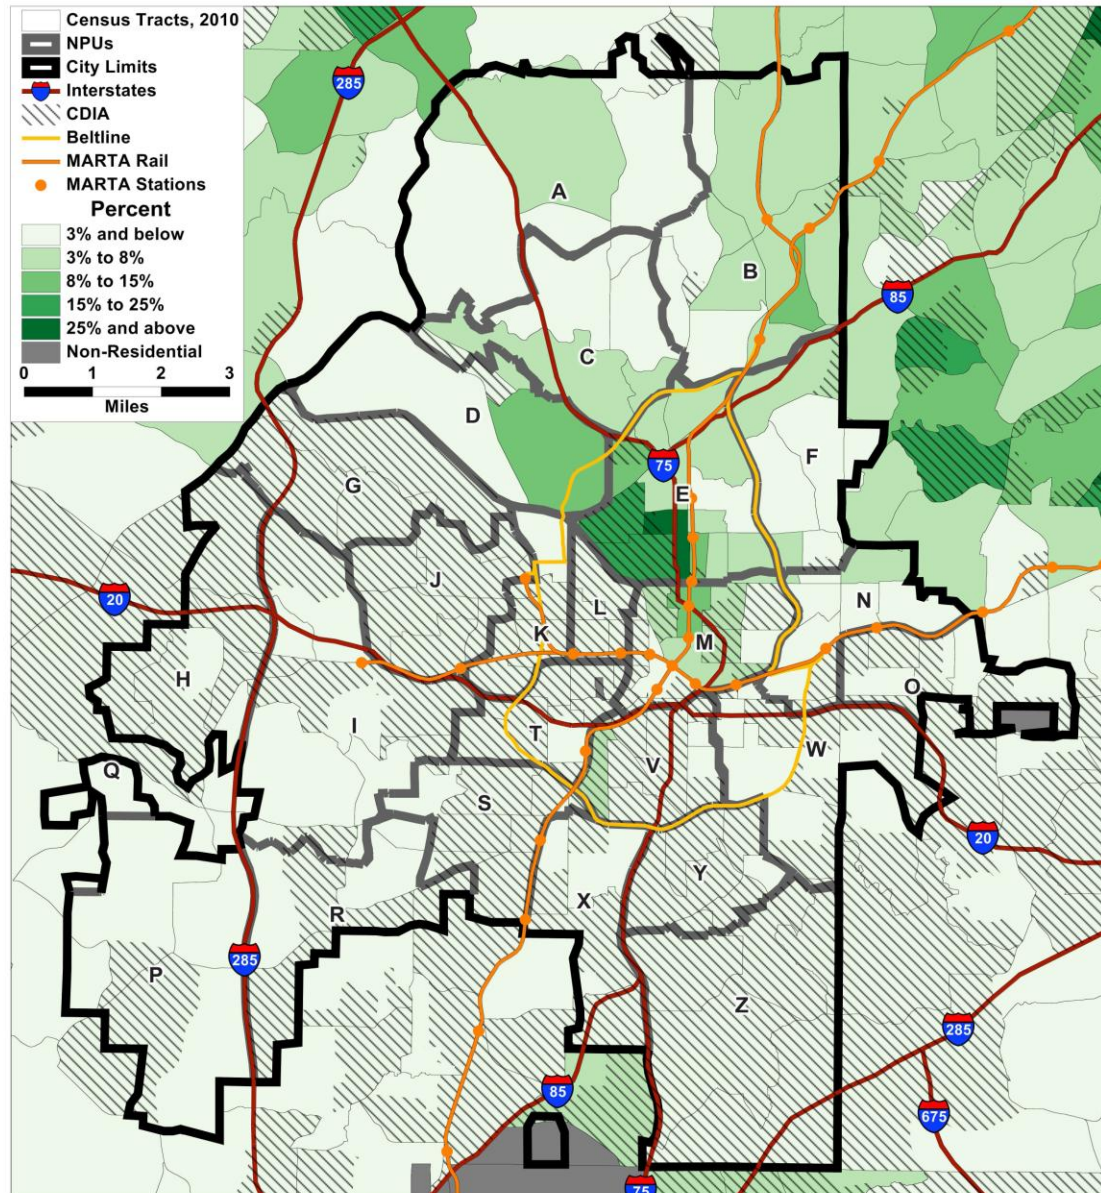 Census Tracts, 2010
NPUs
City Limits
Interstates
CDIA
Beltline
MARTA Rail
MARTA Stations
Percent
3% and below
3% to 8%
8% to 15%
15% to 25%
25% and above
Non-Residential
0 1 2 3
Miles
285
A
B
85
C
D
F
75
E
G
J
20
L
N
K
M
H
O
I
T
W
V
Q
S
20
Y
X
R
285
P
Z
285
85
675
75